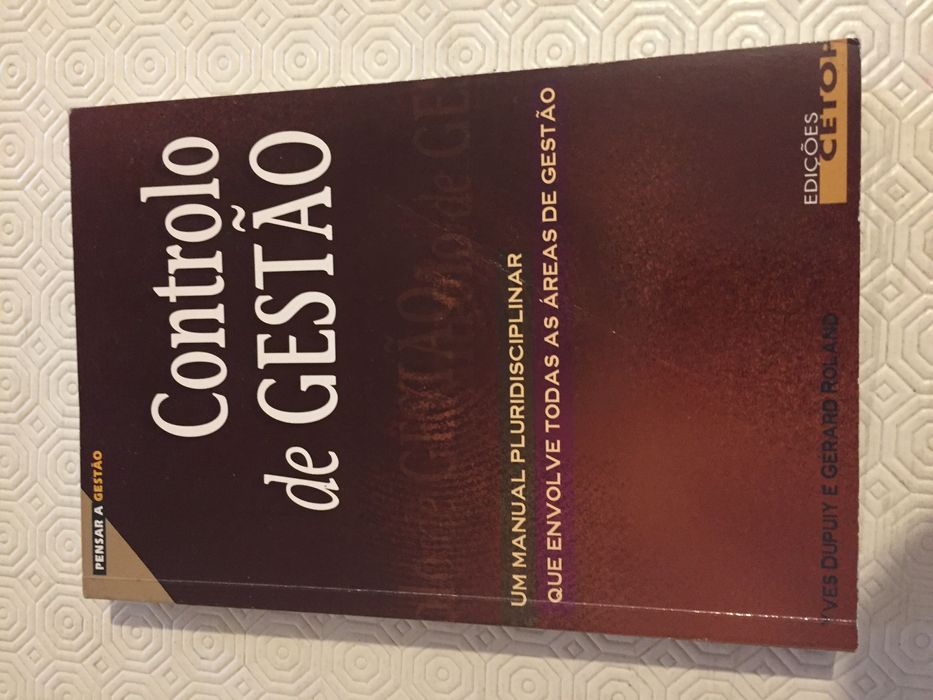 PENSAR A GESTÃO
Controlo
de GESTÃO
UM MANUAL PLURIDISCIPLINAR
QUE ENVOLVE TODAS AS ÁREAS DE GESTÃO
YVES DUPUIY E GERARD ROLAND
EDIÇÕES
CETOP